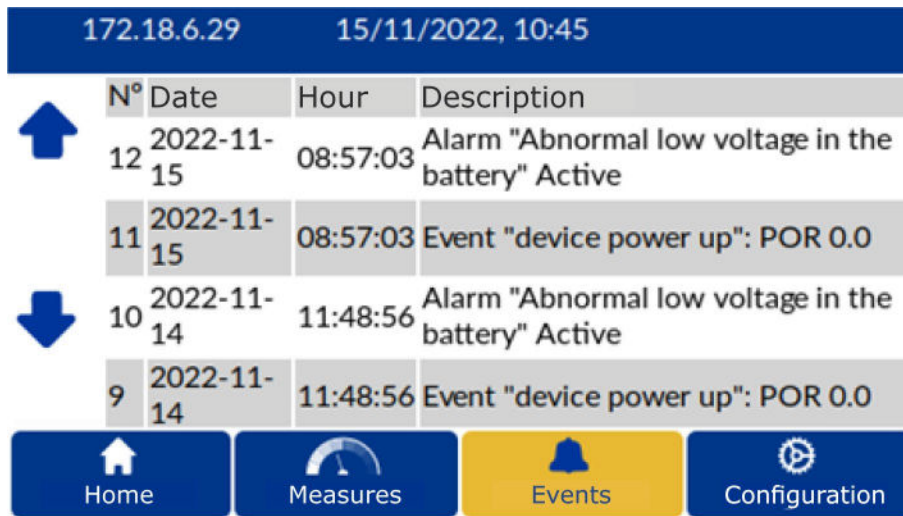 172.18.6.29 15/11/2022, 10:45
N° Date Hour Description
12 2022-11-15 08:57:03 Alarm "Abnormal low voltage in the battery" Active
11 2022-11-15 08:57:03 Event "device power up": POR 0.0
10 2022-11-14 11:48:56 Alarm "Abnormal low voltage in the battery" Active
9 2022-11-14 11:48:56 Event "device power up": POR 0.0
Home Measures Events Configuration